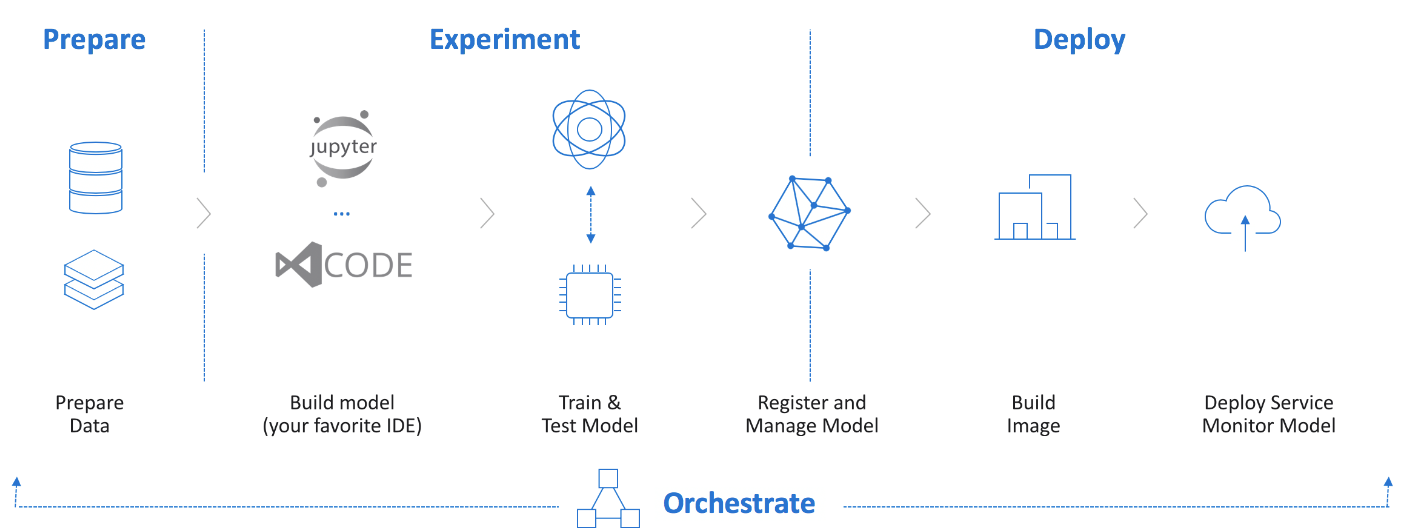 Prepare
Experiment
Deploy
jupyter
...
CODE
Prepare
Data
Build model
(your favorite IDE)
Train &
Test Model
Register and
Manage Model
Build
Image
Deploy Service
Monitor Model
Orchestrate